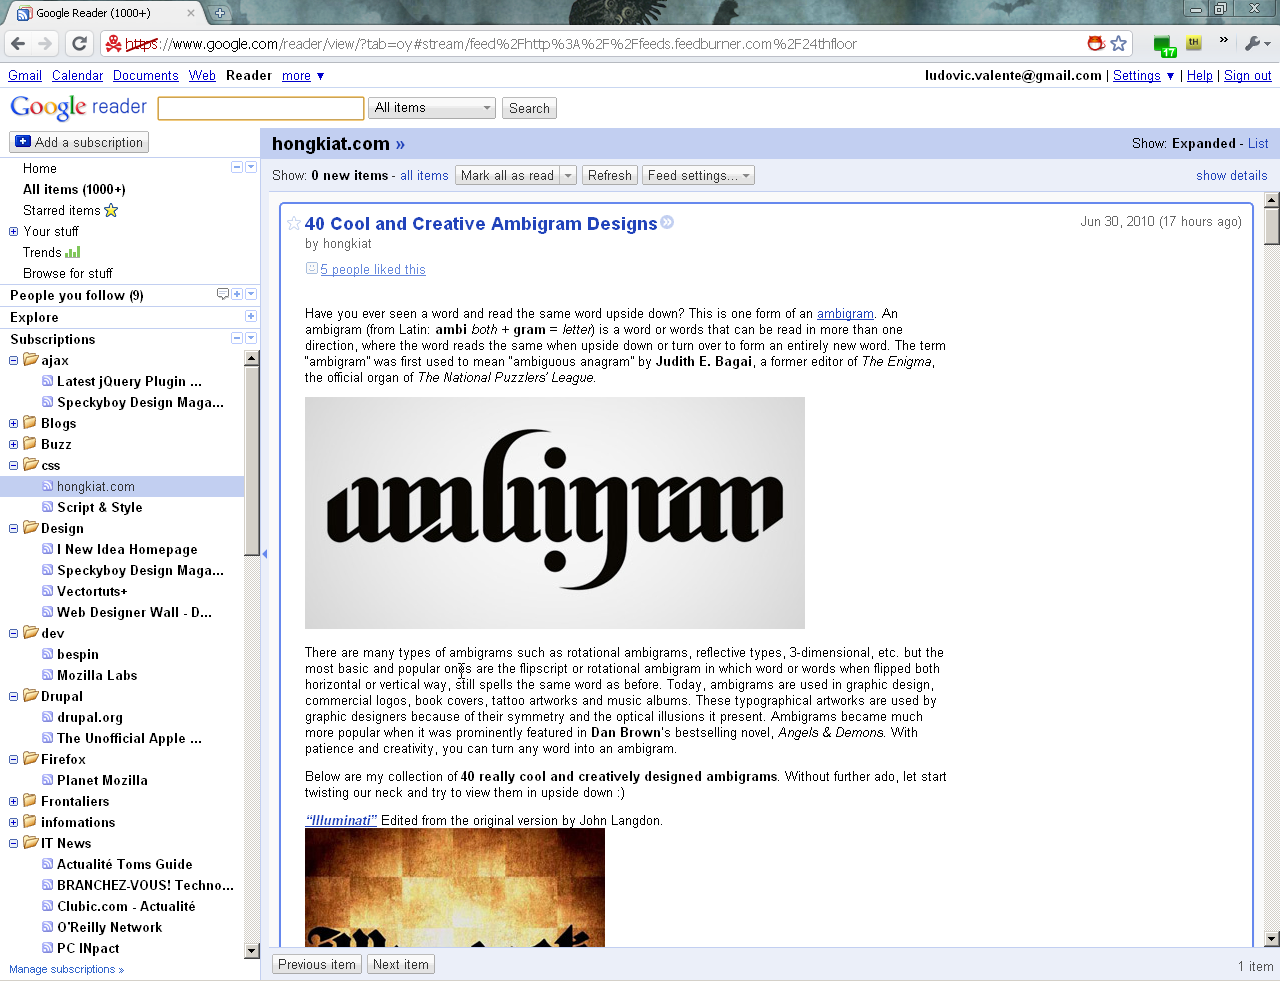 Google Reader (1000+)
https://www.google.com/reader/view/?tab=oy#stream/feed%2Fhttp%3A%2F%2Ffeeds.feedburner.com%2F24thfloor
17
tH
Gmail Calendar Documents Web Reader more ▼
ludovic.valente@gmail.com | Settings ▼ | Help | Sign out
Google reader
All items
Search
Add a subscription
Home
All items (1000+)
Starred items
Your stuff
Trends
Browse for stuff
People you follow (9)
Explore
Subscriptions
ajax
Latest jQuery Plugin ...
Speckyboy Design Maga...
Blogs
Buzz
css
hongkiat.com
Script & Style
Design
I New Idea Homepage
Speckyboy Design Maga...
Vectortuts+
Web Designer Wall - D...
dev
bespin
Mozilla Labs
Drupal
drupal.org
The Unofficial Apple ...
Firefox
Planet Mozilla
Frontaliers
infomations
IT News
Actualité Toms Guide
BRANCHEZ-VOUS! Techno...
Clubic.com - Actualité
O'Reilly Network
PC INpact
Manage subscriptions »
hongkiat.com »
Show: Expanded - List
Show: 0 new items - all items
Mark all as read
Refresh
Feed settings...
show details
40 Cool and Creative Ambigram Designs
Jun 30, 2010 (17 hours ago)
by hongkiat
5 people liked this
Have you ever seen a word and read the same word upside down? This is one form of an ambigram. An
ambigram (from Latin: ambi both + gram = letter) is a word or words that can be read in more than one
direction, where the word reads the same when upside down or turn over to form an entirely new word. The term
"ambigram" was first used to mean "ambiguous anagram" by Judith E. Bagai, a former editor of The Enigma,
the official organ of The National Puzzlers' League.
ambigram
There are many types of ambigrams such as rotational ambigrams, reflective types, 3-dimensional, etc. but the
most basic and popular ones are the flipscript or rotational ambigram in which word or words when flipped both
horizontal or vertical way, still spells the same word as before. Today, ambigrams are used in graphic design,
commercial logos, book covers, tattoo artworks and music albums. These typographical artworks are used by
graphic designers because of their symmetry and the optical illusions it present. Ambigrams became much
more popular when it was prominently featured in Dan Brown's bestselling novel, Angels & Demons. With
patience and creativity, you can turn any word into an ambigram.
Below are my collection of 40 really cool and creatively designed ambigrams. Without further ado, let start
twisting our neck and try to view them in upside down :)
“Illuminati” Edited from the original version by John Langdon.
Previous item
Next item
1 item